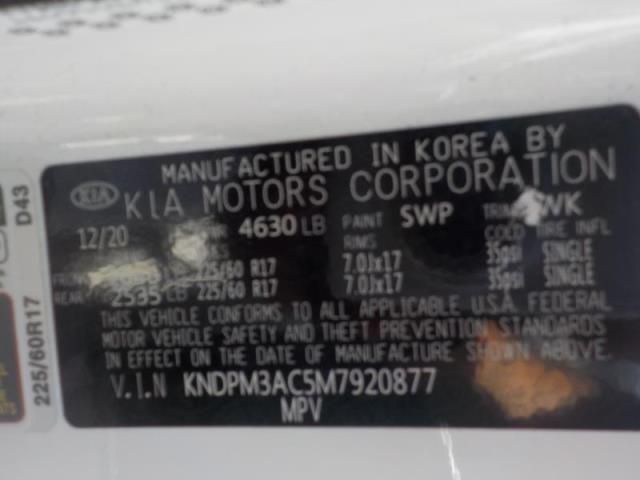 MANUFACTURED IN KOREA BY
KIA KIA MOTORS CORPORATION
12/20 4630 LB PAINT SWP TRIM WK
RIMS COLD TIRE INFL
225/60 R17 7.0Jx17 35psi SINGLE
REAR 2535 LB 225/60 R17 7.0Jx17 35psi SINGLE
THIS VEHICLE CONFORMS TO ALL APPLICABLE U.S.A. FEDERAL
MOTOR VEHICLE SAFETY AND THEFT PREVENTION STANDARDS
IN EFFECT ON THE DATE OF MANUFACTURE SHOWN ABOVE.
V.I.N KNDPM3AC5M7920877
MPV
D43
225/60R17